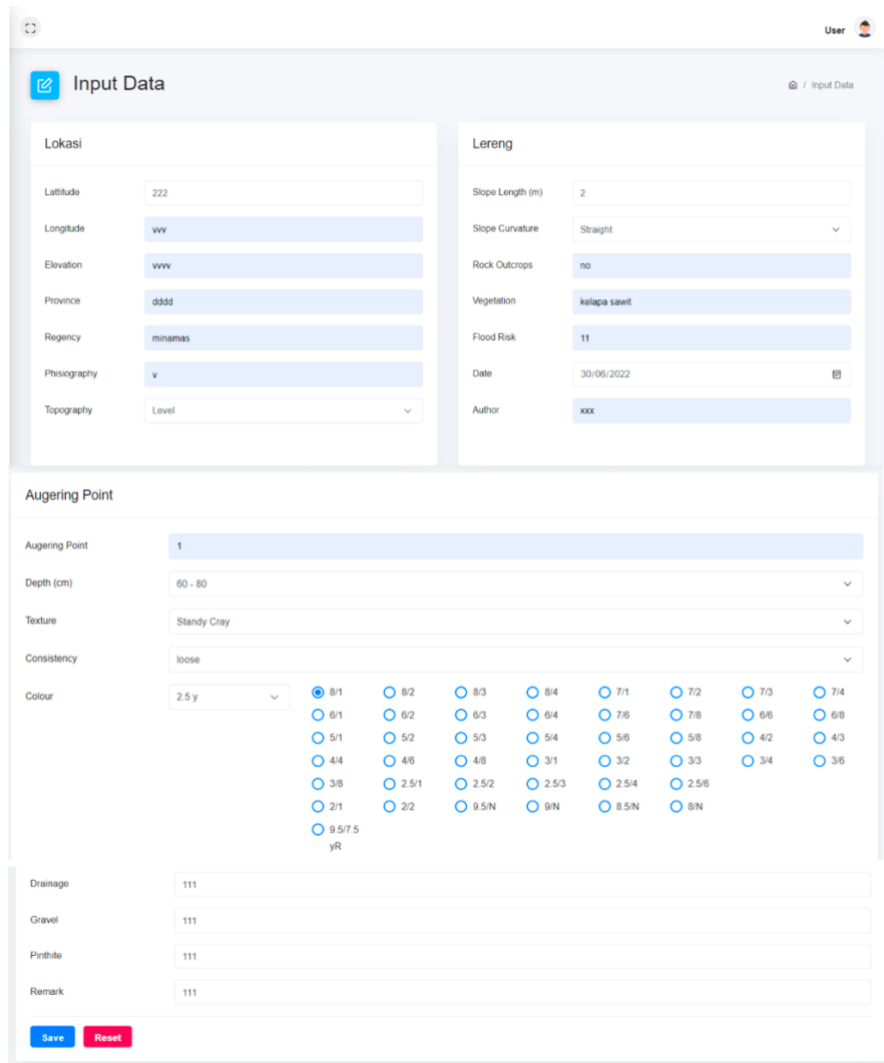 User
Input Data
/ Input Data
Lokasi
Lattitude 222
Longitude vvv
Elevation vvvv
Province dddd
Regency minamas
Phisiography v
Topography Level
Lereng
Slope Length (m) 2
Slope Curvature Straight
Rock Outcrops no
Vegetation kelapa sawit
Flood Risk 11
Date 30/06/2022
Author xxx
Augering Point
Augering Point 1
Depth (cm) 60 - 80
Texture Standy Cray
Consistency loose
Colour 2.5 y 8/1 8/2 8/3 8/4 7/1 7/2 7/3 7/4
6/1 6/2 6/3 6/4 7/6 7/8 6/6 6/8
5/1 5/2 5/3 5/4 5/6 5/8 4/2 4/3
4/4 4/6 4/8 3/1 3/2 3/3 3/4 3/6
3/8 2.5/1 2.5/2 2.5/3 2.5/4 2.5/6
2/1 2/2 9.5/N 9/N 8.5/N 8/N
9.5/7.5
yR
Drainage 111
Gravel 111
Pinthite 111
Remark 111
Save Reset